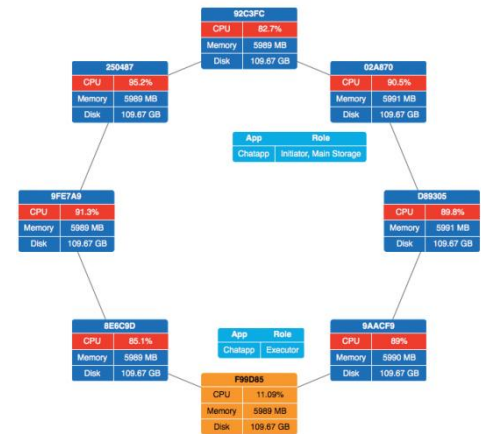 92C3FC
CPU 82.7%
Memory 5989 MB
Disk 109.67 GB
250487
CPU 95.2%
Memory 5989 MB
Disk 109.67 GB
02A870
CPU 90.5%
Memory 5991 MB
Disk 109.67 GB
App Role
Chatapp Initiator, Main Storage
9FE7A9
CPU 91.3%
Memory 5989 MB
Disk 109.67 GB
D89305
CPU 89.8%
Memory 5991 MB
Disk 109.67 GB
8E6C9D
CPU 85.1%
Memory 5989 MB
Disk 109.67 GB
App Role
Chatapp Executor
9AACF9
CPU 89%
Memory 5990 MB
Disk 109.67 GB
F99D85
CPU 11.09%
Memory 5989 MB
Disk 109.67 GB